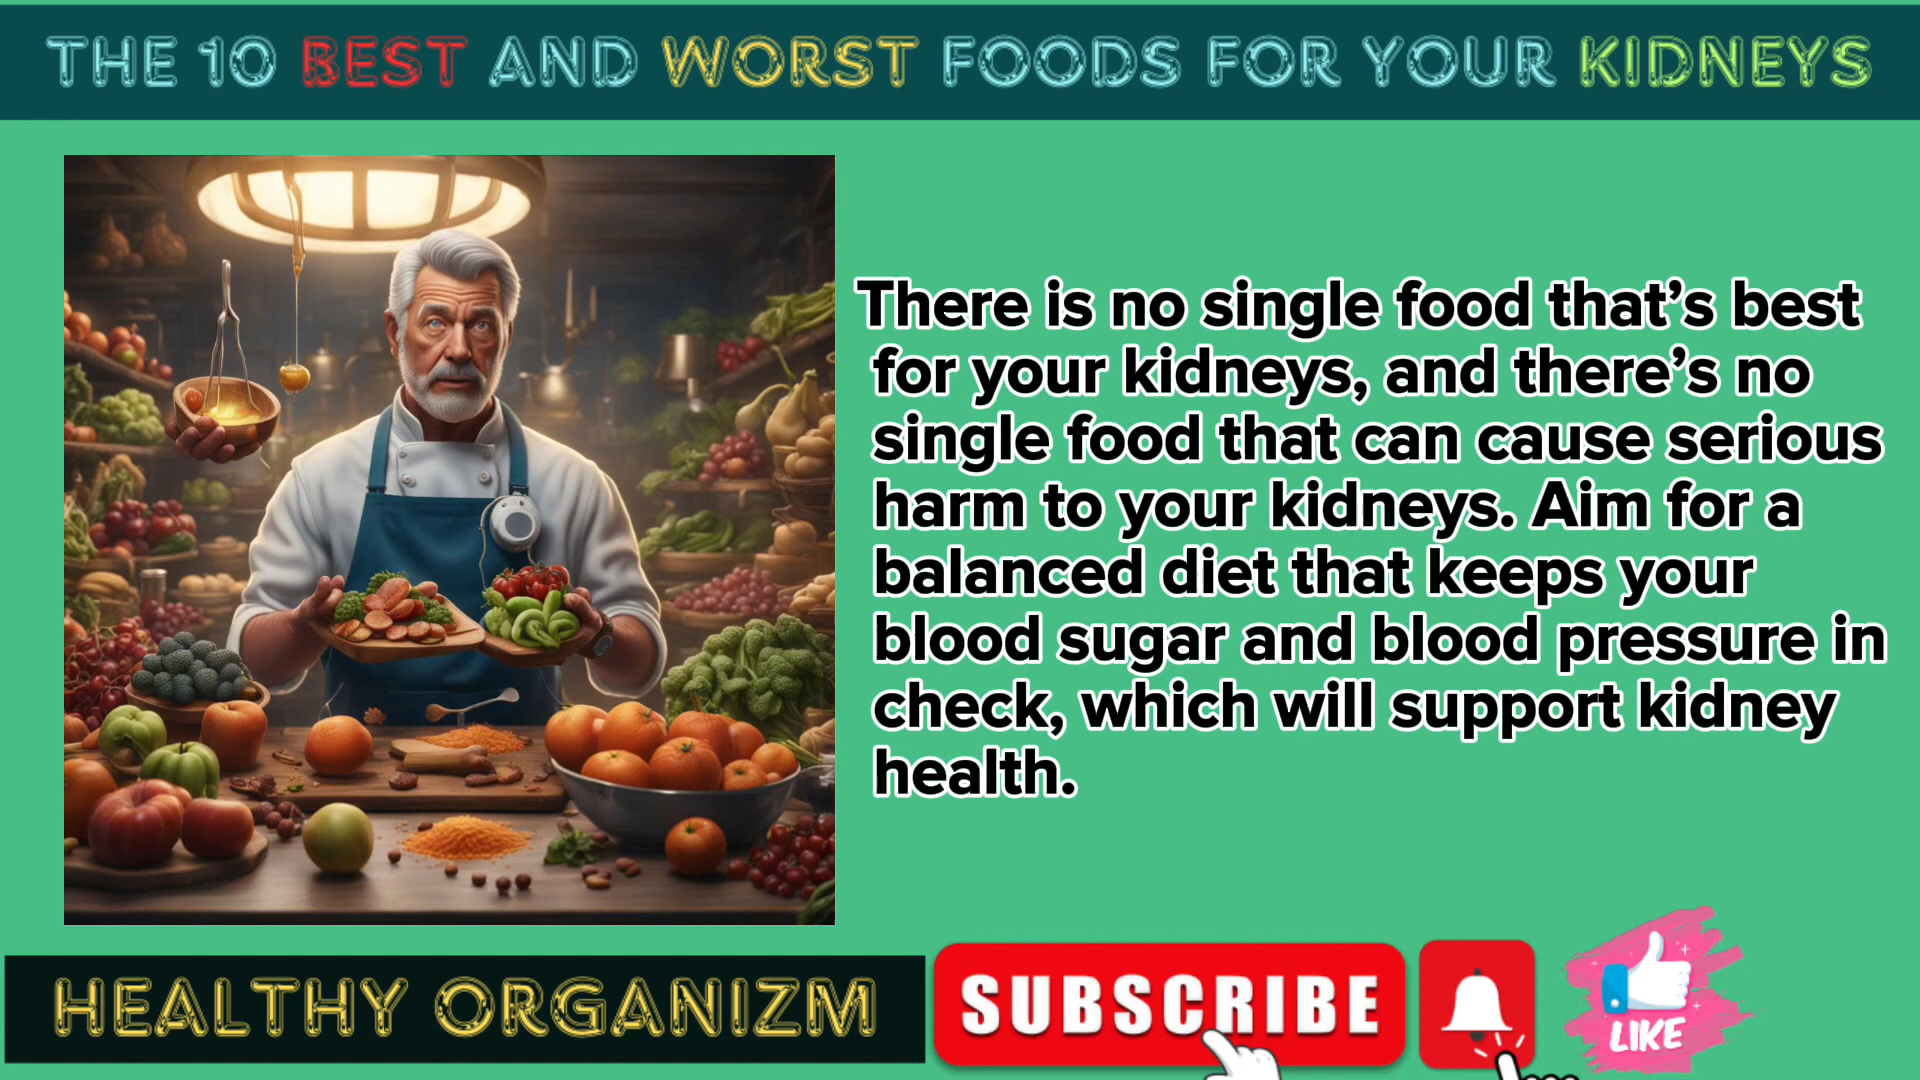 THE 10 BEST AND WORST FOODS FOR YOUR KIDNEYS
There is no single food that’s best
for your kidneys, and there’s no
single food that can cause serious
harm to your kidneys. Aim for a
balanced diet that keeps your
blood sugar and blood pressure in
check, which will support kidney
health.
HEALTHY ORGANIZM
SUBSCRIBE
LIKE